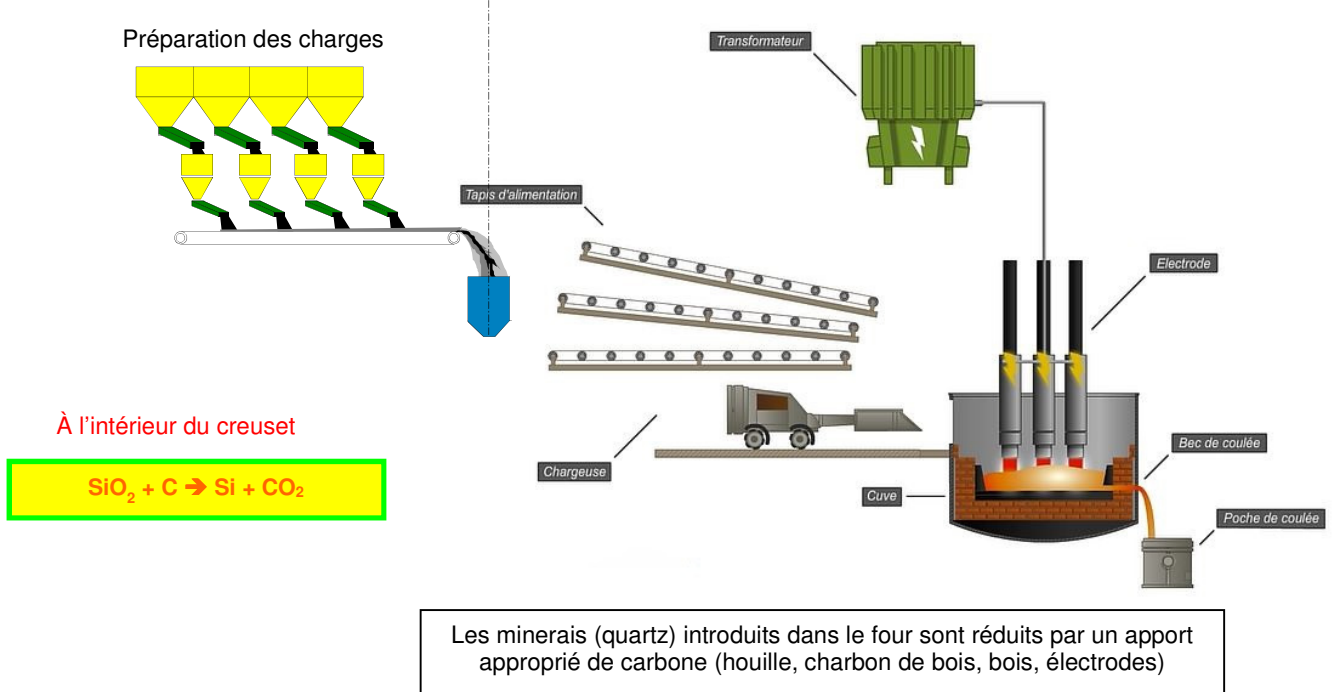 Préparation des charges
Transformateur
Tapis d'alimentation
Electrode
À l'intérieur du creuset
SiO₂ + C ➔ Si + CO₂
Chargeuse
Bec de coulée
Cuve
Poche de coulée
Les minerais (quartz) introduits dans le four sont réduits par un apport
approprié de carbone (houille, charbon de bois, bois, électrodes)